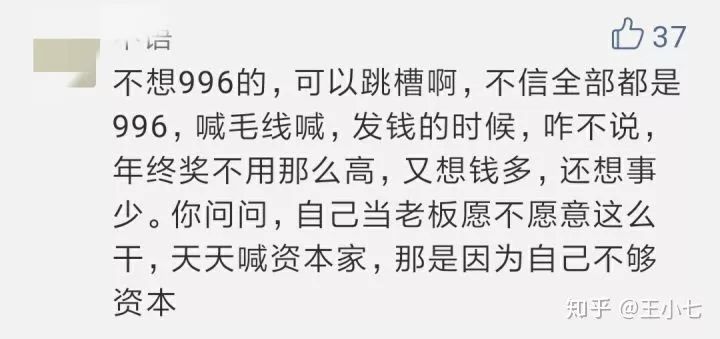 语
37
不想996的，可以跳槽啊，不信全部都是
996，喊毛线喊，发钱的时候，咋不说，
年终奖不用那么高，又想钱多，还想事
少。你问问，自己当老板愿不愿意这么
干，天天喊资本家，那是因为自己不够
资本
知乎 @王小七